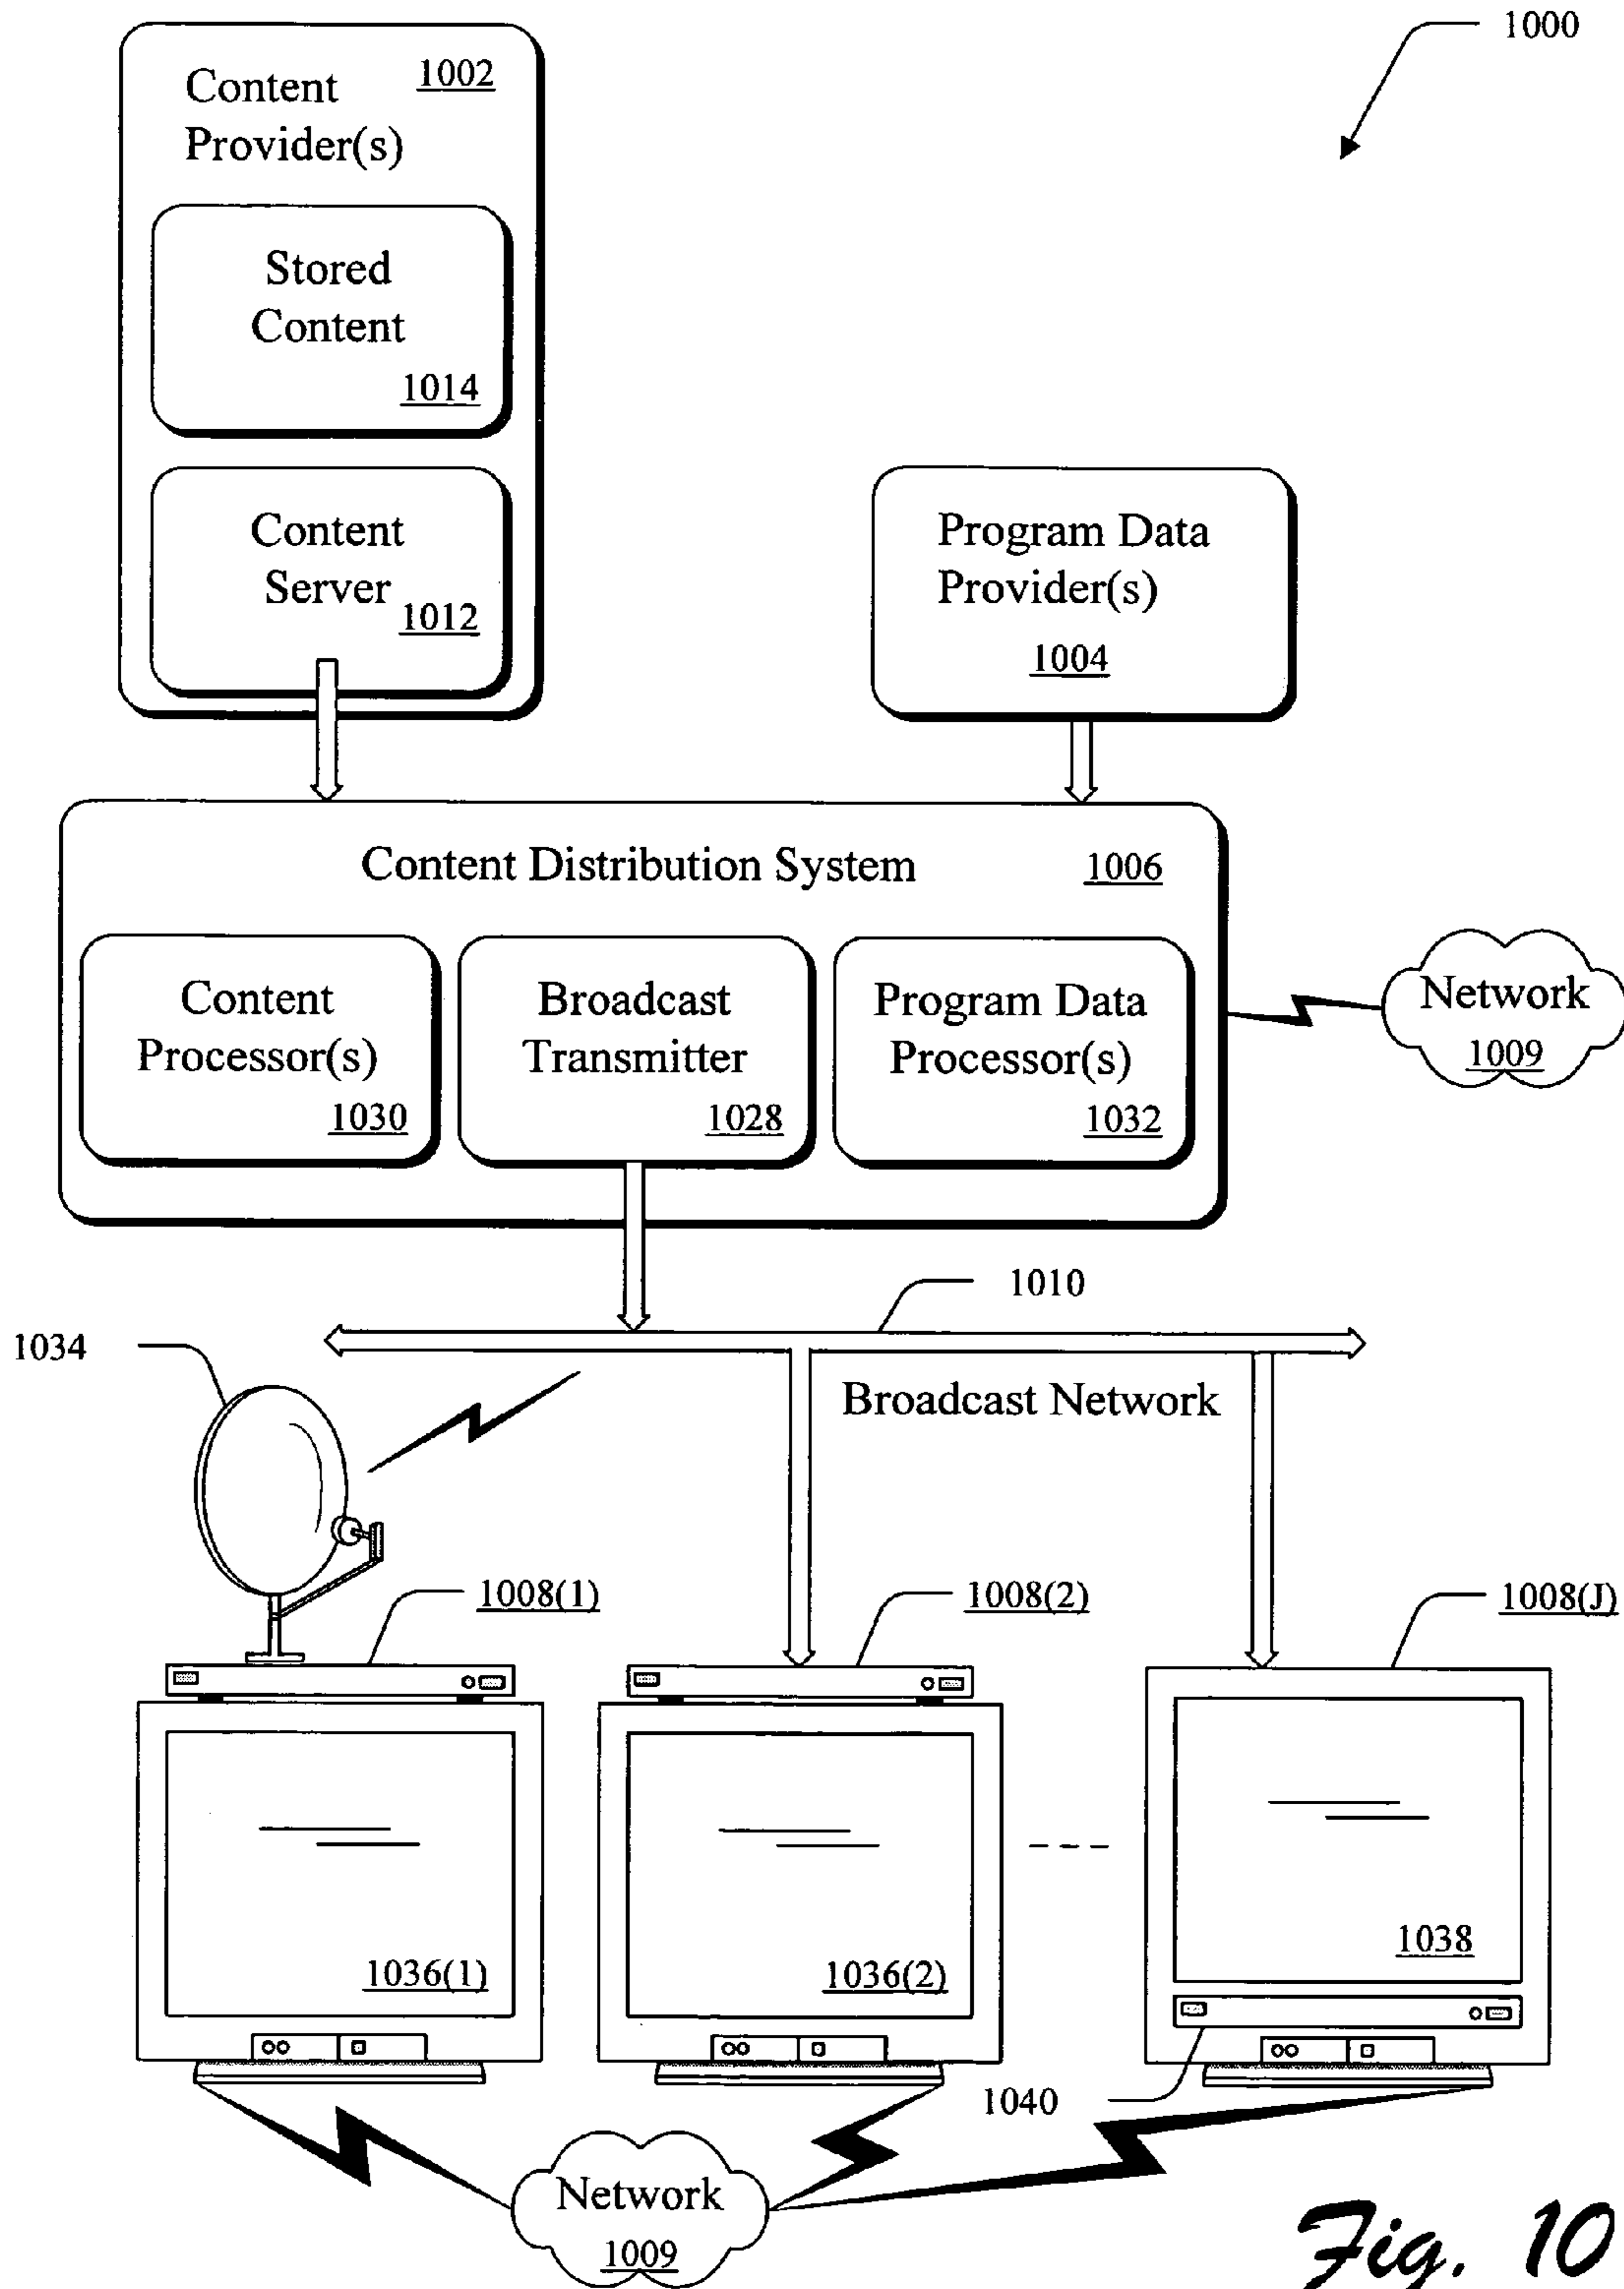 1000
Content 1002
Provider(s)
Stored
Content
1014
Content
Server
1012
Program Data
Provider(s)
1004
Content Distribution System 1006
Content
Processor(s)
1030
Broadcast
Transmitter
1028
Program Data
Processor(s)
1032
Network
1009
1010
1034
Broadcast Network
1008(1)
1008(2)
1008(J)
1036(1)
1036(2)
1038
1040
Network
1009
Fig. 10